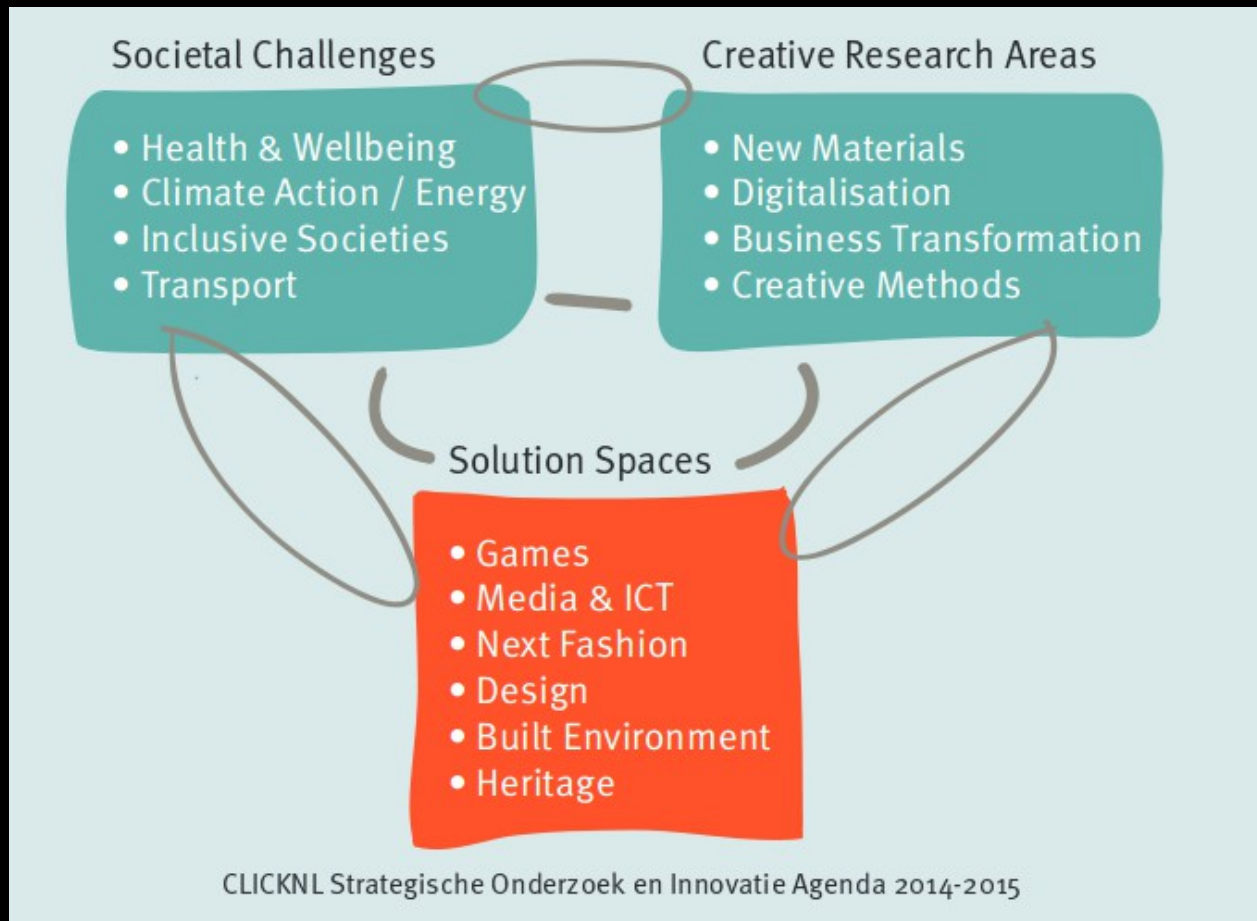 Societal Challenges
• Health & Wellbeing
• Climate Action / Energy
• Inclusive Societies
• Transport
Creative Research Areas
• New Materials
• Digitalisation
• Business Transformation
• Creative Methods
Solution Spaces
• Games
• Media & ICT
• Next Fashion
• Design
• Built Environment
• Heritage
CLICKNL Strategische Onderzoek en Innovatie Agenda 2014-2015